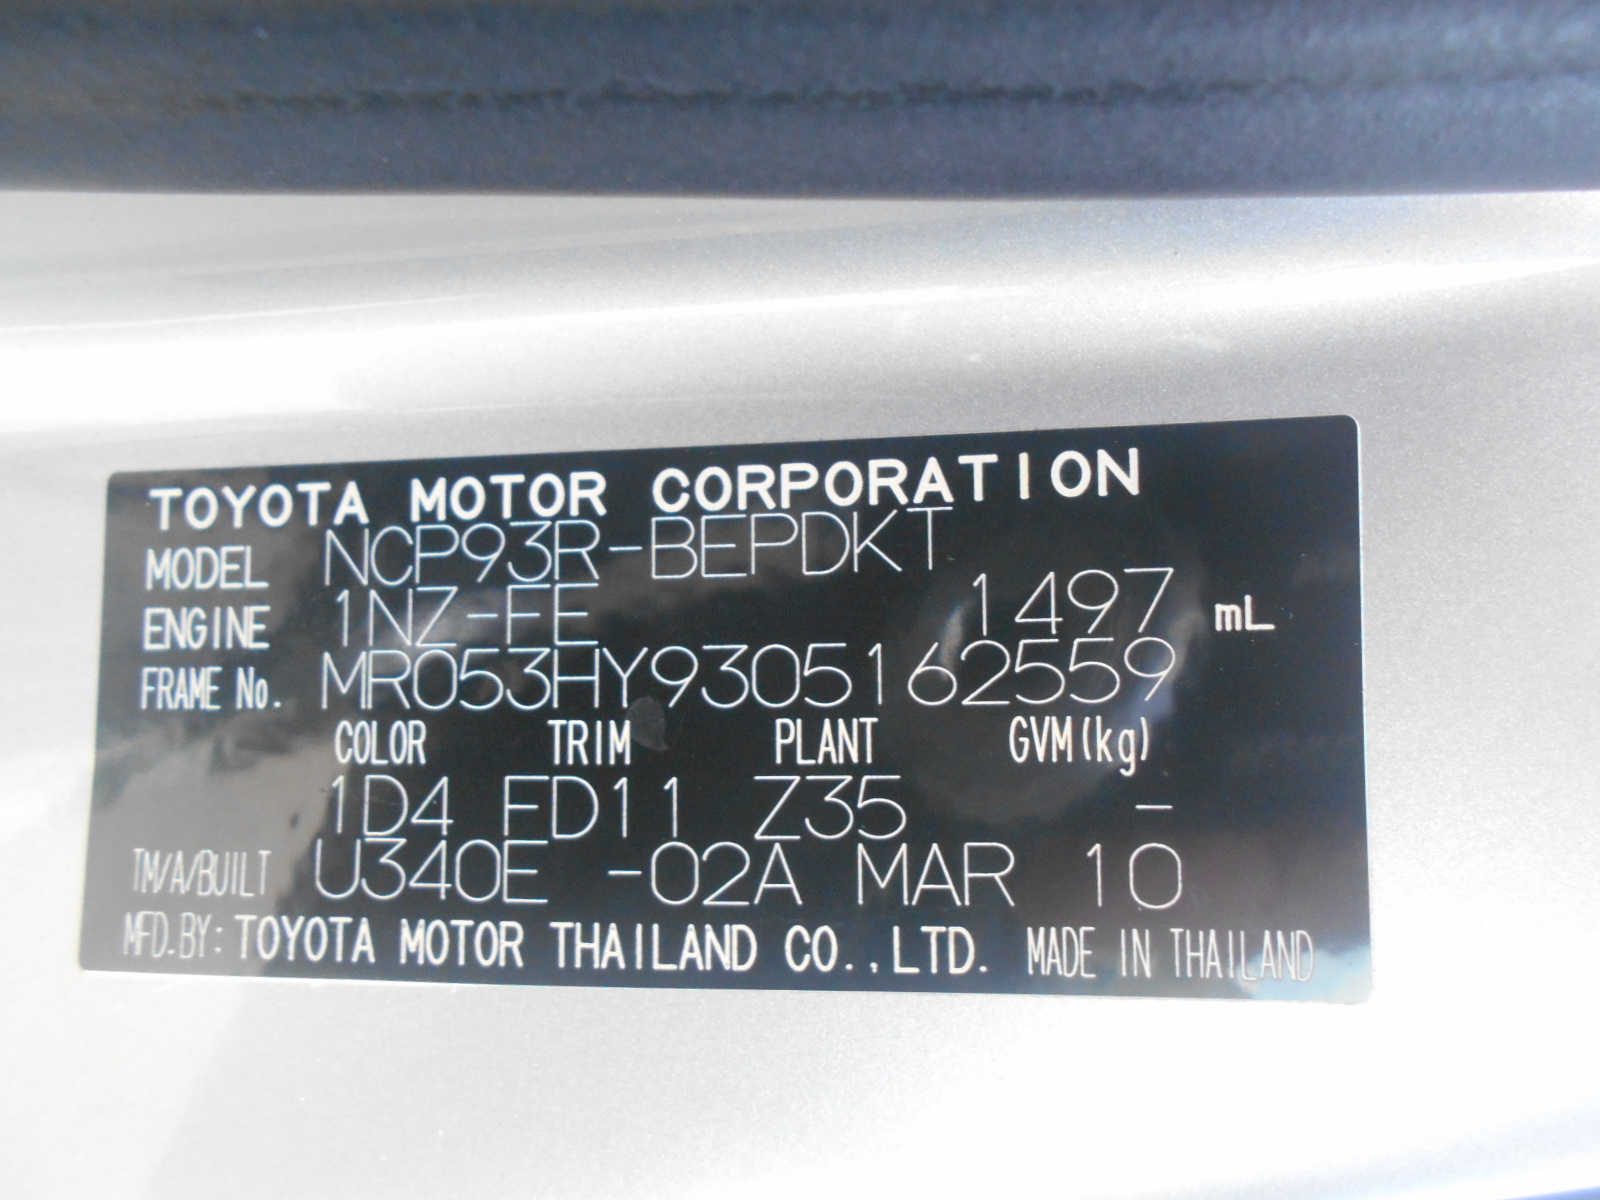 TOYOTA MOTOR CORPORATION
MODEL NCP93R-BEPDKT
ENGINE 1NZ-FE 1497 mL
FRAME No. MR053HY9305162559
COLOR TRIM PLANT GVM(kg)
1D4 FD11 Z35 -
TM/A/BUILT U340E -02A MAR 10
MFD.BY: TOYOTA MOTOR THAILAND CO.,LTD. MADE IN THAILAND